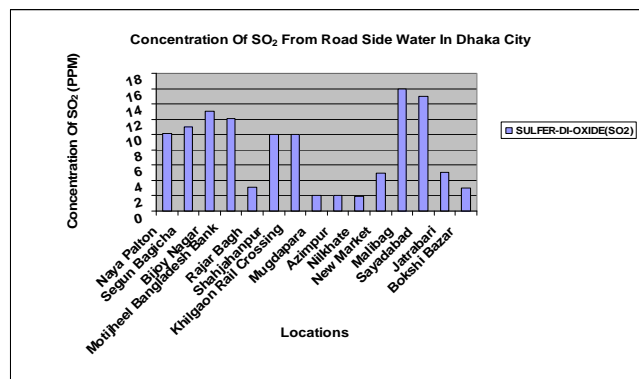 Concentration Of SO₂ From Road Side Water In Dhaka City
Concentration Of SO₂ (PPM)
18
16
14
12
10
8
6
4
2
0
SULFER-DI-OXIDE(SO2)
Naya Palton
Segun Bagicha
Bijoy Nagar
Motijheel Bangladesh Bank
Rajar Bagh
Shahjahanpur
Khilgaon Rail Crossing
Mugdapara
Azimpur
Nilkhate
New Market
Malibag
Sayadabad
Jatrabari
Bokshi Bazar
Locations